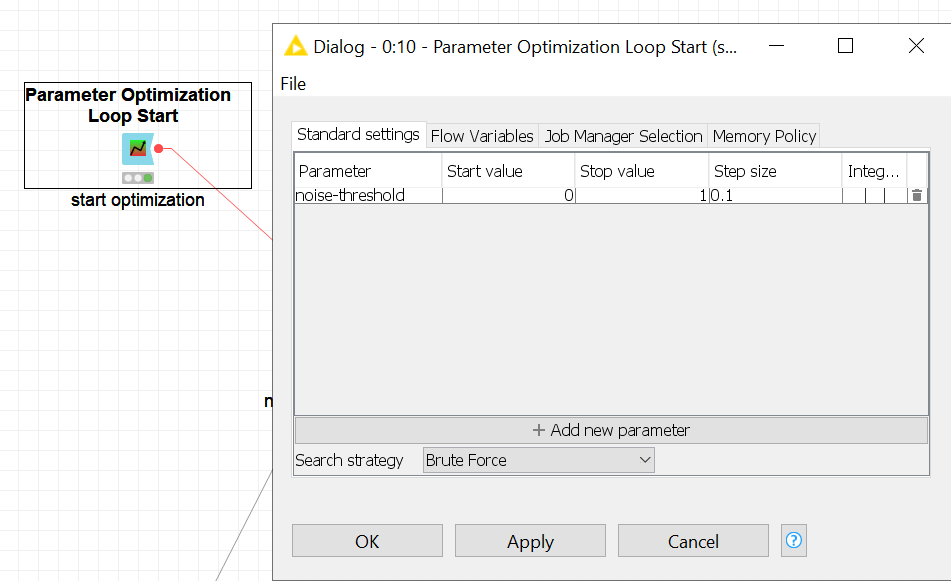 Dialog - 0:10 - Parameter Optimization Loop Start (s...
File
Parameter Optimization
Loop Start
start optimization
Standard settings Flow Variables Job Manager Selection Memory Policy
Parameter Start value Stop value Step size Integ...
noise-threshold 0 1 0.1
n
+ Add new parameter
Search strategy Brute Force
OK Apply Cancel ?